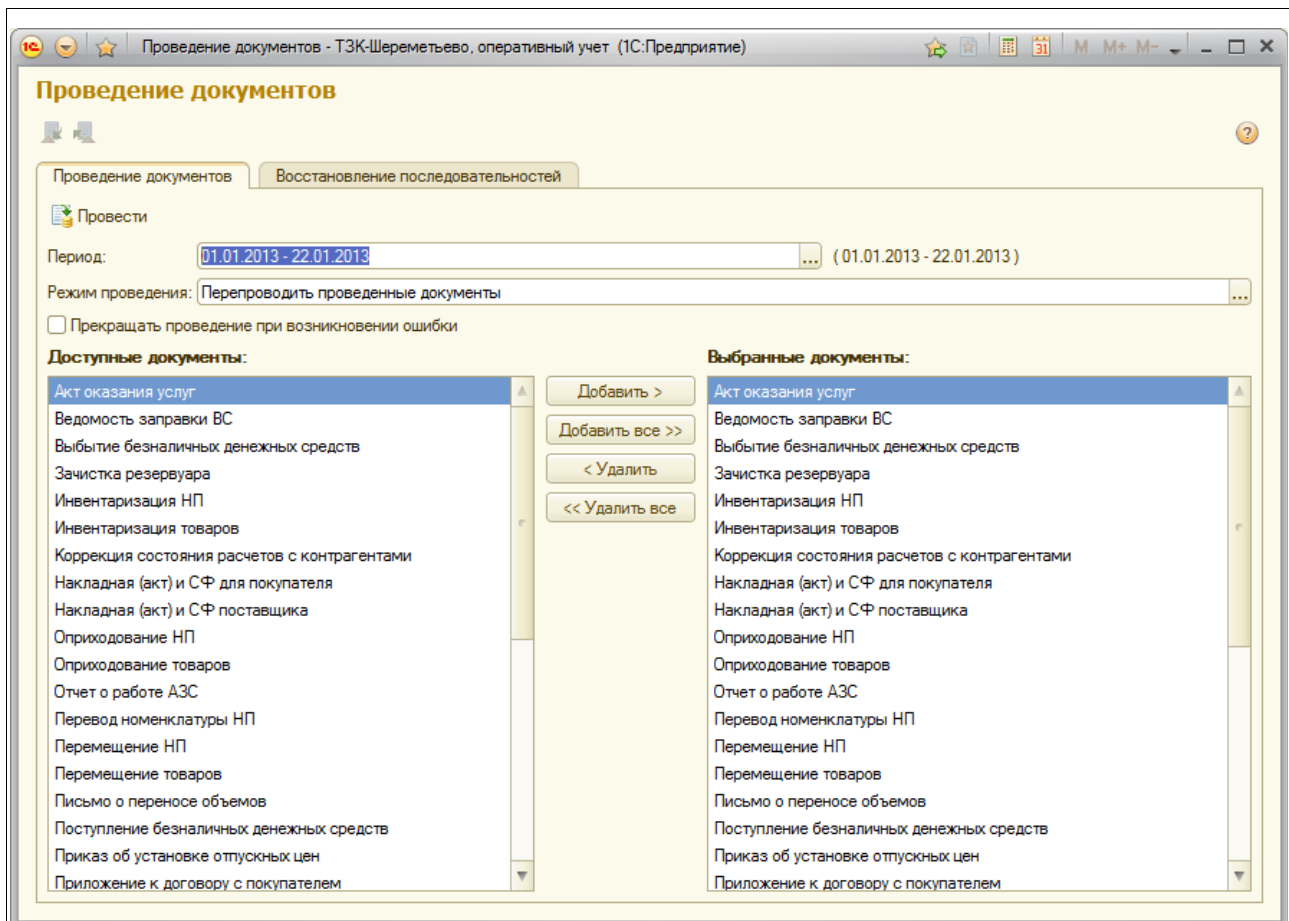 1С Проведение документов - ТЗК-Шереметьево, оперативный учет (1С:Предприятие) 31 M M+ M-
Проведение документов
?
Проведение документов Восстановление последовательностей
Провести
Период: 01.01.2013 - 22.01.2013 ... ( 01.01.2013 - 22.01.2013 )
Режим проведения: Перепроводить проведенные документы ...
Прекращать проведение при возникновении ошибки
Доступные документы:
Акт оказания услуг
Ведомость заправки ВС
Выбытие безналичных денежных средств
Зачистка резервуара
Инвентаризация НП
Инвентаризация товаров
Коррекция состояния расчетов с контрагентами
Накладная (акт) и СФ для покупателя
Накладная (акт) и СФ поставщика
Оприходование НП
Оприходование товаров
Отчет о работе АЗС
Перевод номенклатуры НП
Перемещение НП
Перемещение товаров
Письмо о переносе объемов
Поступление безналичных денежных средств
Приказ об установке отпускных цен
Приложение к договору с покупателем
Добавить >
Добавить все >>
< Удалить
<< Удалить все
Выбранные документы:
Акт оказания услуг
Ведомость заправки ВС
Выбытие безналичных денежных средств
Зачистка резервуара
Инвентаризация НП
Инвентаризация товаров
Коррекция состояния расчетов с контрагентами
Накладная (акт) и СФ для покупателя
Накладная (акт) и СФ поставщика
Оприходование НП
Оприходование товаров
Отчет о работе АЗС
Перевод номенклатуры НП
Перемещение НП
Перемещение товаров
Письмо о переносе объемов
Поступление безналичных денежных средств
Приказ об установке отпускных цен
Приложение к договору с покупателем